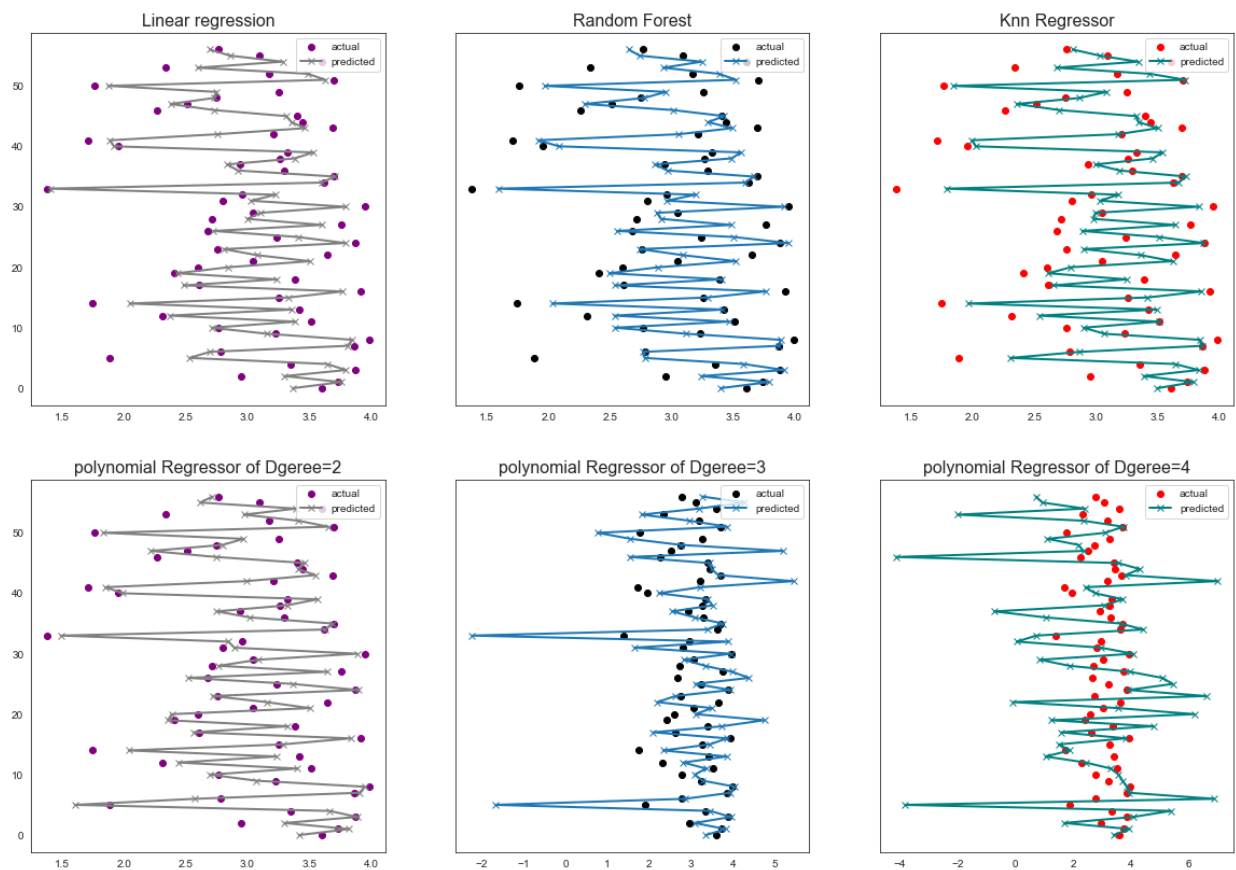 Linear regression
Random Forest
Knn Regressor
actual
predicted
actual
predicted
actual
predicted
50
40
30
20
10
0
1.5 2.0 2.5 3.0 3.5 4.0
1.5 2.0 2.5 3.0 3.5 4.0
1.5 2.0 2.5 3.0 3.5 4.0
polynomial Regressor of Dgeree=2
polynomial Regressor of Dgeree=3
polynomial Regressor of Dgeree=4
actual
predicted
actual
predicted
actual
predicted
50
40
30
20
10
0
1.5 2.0 2.5 3.0 3.5 4.0
−2 −1 0 1 2 3 4 5
−4 −2 0 2 4 6